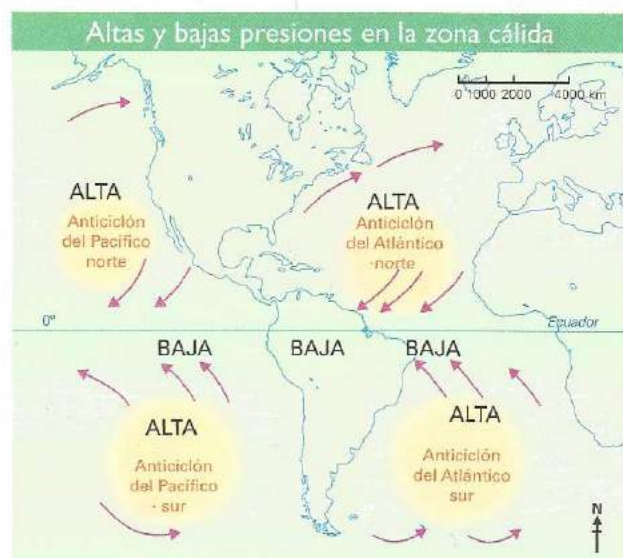 Altas y bajas presiones en la zona cálida
0 1000 2000 4000 km
ALTA
Anticiclón
del Pacífico
norte
ALTA
Anticiclón
del Atlántico
·norte
0°
Ecuador
BAJA
BAJA
BAJA
ALTA
Anticiclón
del Pacífico
· sur
ALTA
Anticiclón
del Atlántico
sur
N